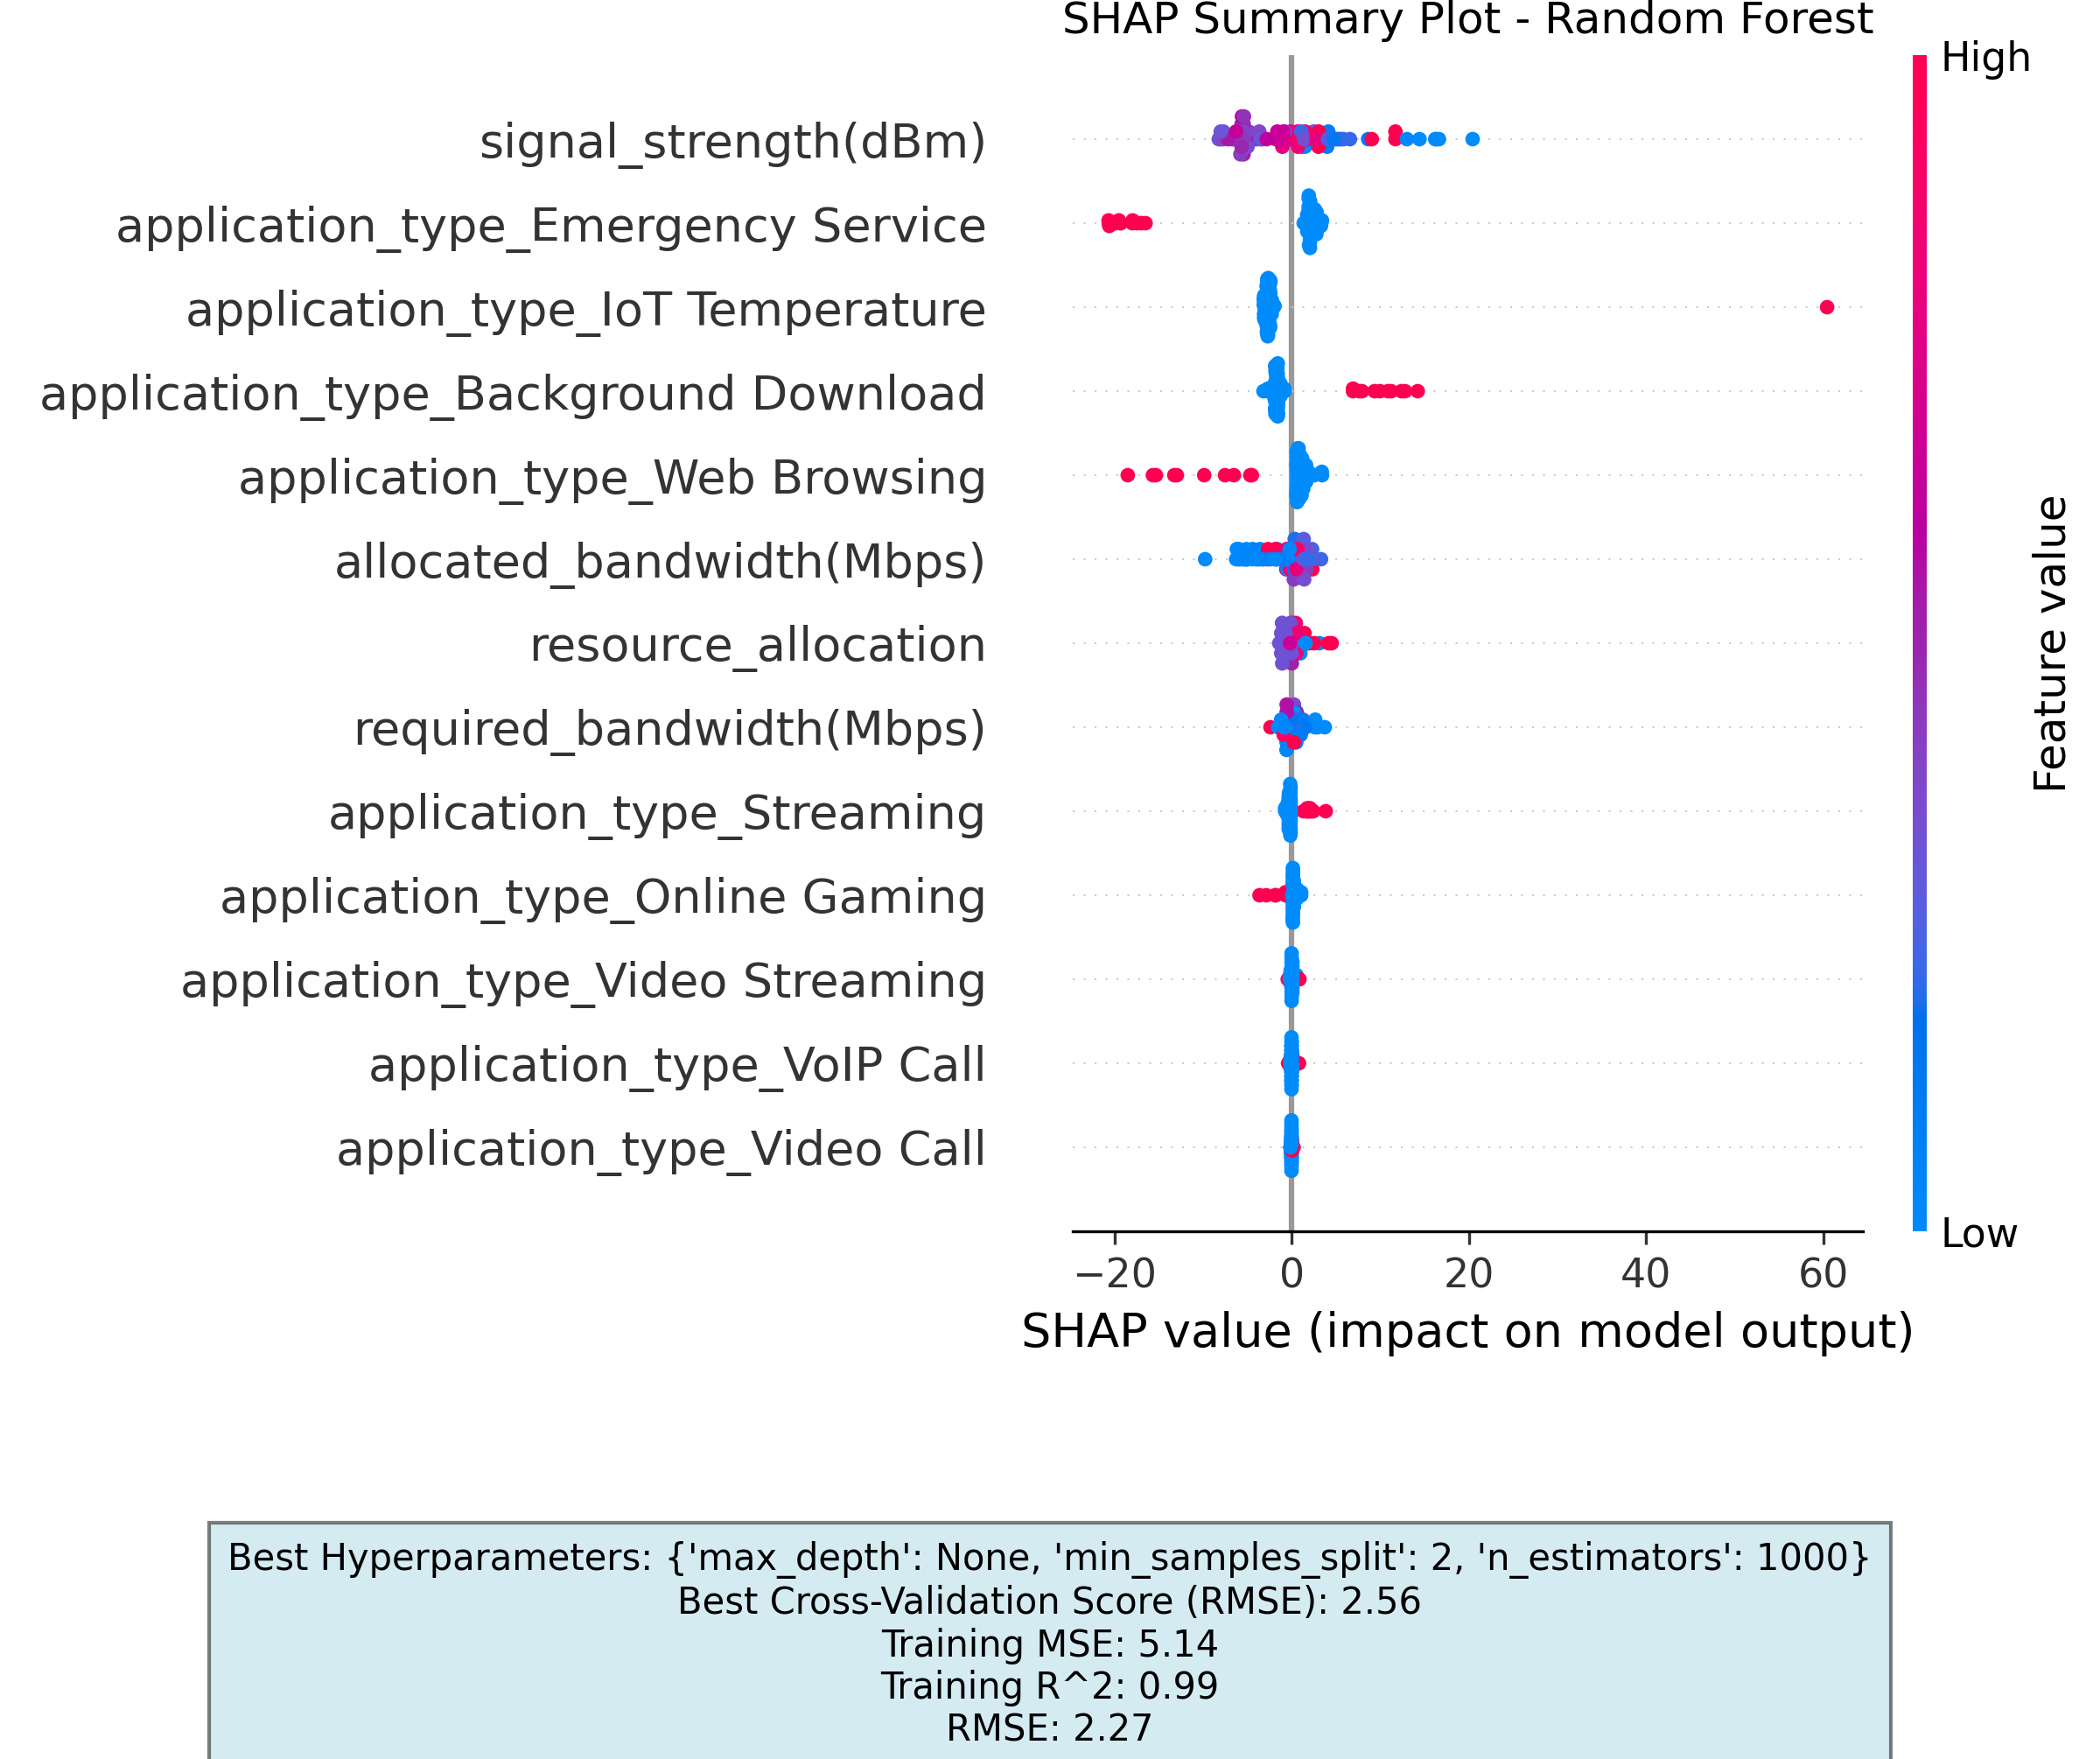 SHAP Summary Plot - Random Forest
High
signal_strength(dBm)
application_type_Emergency Service
application_type_IoT Temperature
application_type_Background Download
application_type_Web Browsing
allocated_bandwidth(Mbps)
resource_allocation
required_bandwidth(Mbps)
application_type_Streaming
application_type_Online Gaming
application_type_Video Streaming
application_type_VoIP Call
application_type_Video Call
Feature value
Low
−20 0 20 40 60
SHAP value (impact on model output)
Best Hyperparameters: {'max_depth': None, 'min_samples_split': 2, 'n_estimators': 1000}
Best Cross-Validation Score (RMSE): 2.56
Training MSE: 5.14
Training R^2: 0.99
RMSE: 2.27